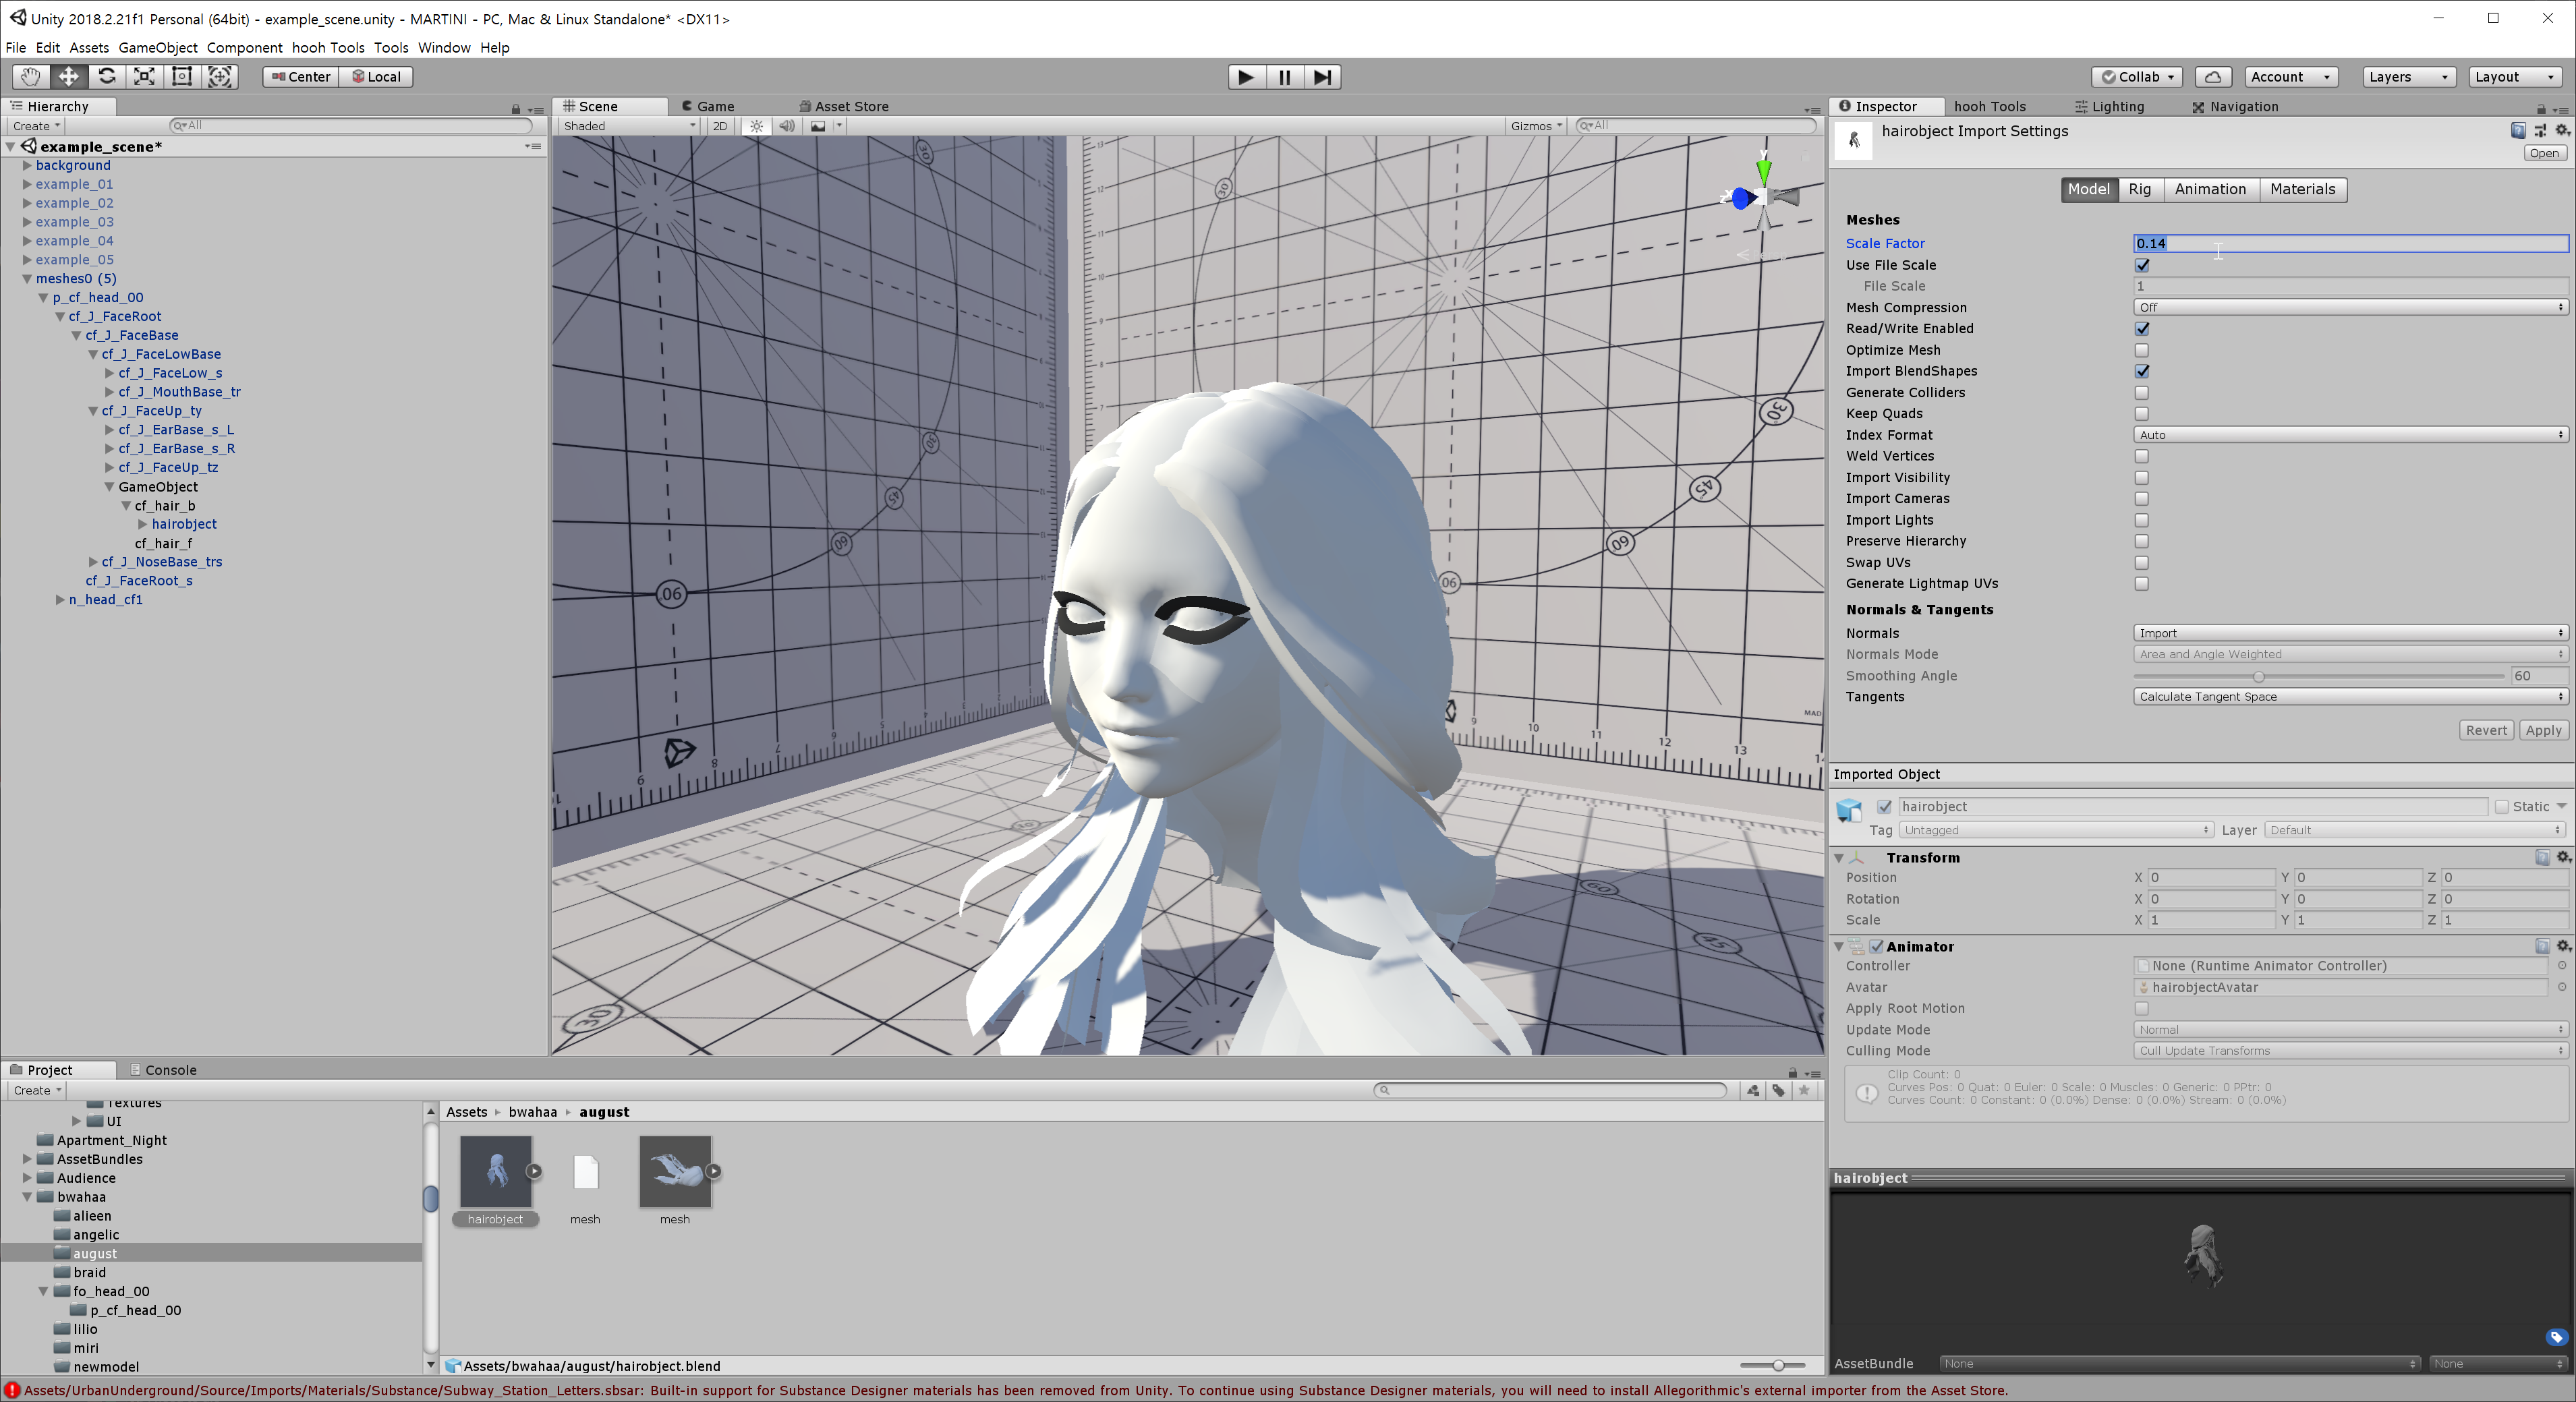 Unity 2018.2.21f1 Personal (64bit) - example_scene.unity - MARTINI - PC, Mac & Linux Standalone* <DX11>
File Edit Assets GameObject Component hooh Tools Tools Window Help
Center Local
Collab Account Layers Layout
Hierarchy
Create All
example_scene*
background
example_01
example_02
example_03
example_04
example_05
meshes0 (5)
p_cf_head_00
cf_J_FaceRoot
cf_J_FaceBase
cf_J_FaceLowBase
cf_J_FaceLow_s
cf_J_MouthBase_tr
cf_J_FaceUp_ty
cf_J_EarBase_s_L
cf_J_EarBase_s_R
cf_J_FaceUp_tz
GameObject
cf_hair_b
hairobject
cf_hair_f
cf_J_NoseBase_trs
cf_J_FaceRoot_s
n_head_cf1
Scene Game Asset Store
Shaded 2D Gizmos All
Inspector hooh Tools Lighting Navigation
hairobject Import Settings
Open
Model Rig Animation Materials
Meshes
Scale Factor 0.14
Use File Scale
File Scale 1
Mesh Compression Off
Read/Write Enabled
Optimize Mesh
Import BlendShapes
Generate Colliders
Keep Quads
Index Format Auto
Weld Vertices
Import Visibility
Import Cameras
Import Lights
Preserve Hierarchy
Swap UVs
Generate Lightmap UVs
Normals & Tangents
Normals Import
Normals Mode Area and Angle Weighted
Smoothing Angle 60
Tangents Calculate Tangent Space
Revert Apply
Imported Object
hairobject Static
Tag Untagged Layer Default
Transform
Position X 0 Y 0 Z 0
Rotation X 0 Y 0 Z 0
Scale X 1 Y 1 Z 1
Animator
Controller None (Runtime Animator Controller)
Avatar hairobjectAvatar
Apply Root Motion
Update Mode Normal
Culling Mode Cull Update Transforms
Clip Count: 0
Curves Pos: 0 Quat: 0 Euler: 0 Scale: 0 Muscles: 0 Generic: 0 PPtr: 0
Curves Count: 0 Constant: 0 (0.0%) Dense: 0 (0.0%) Stream: 0 (0.0%)
hairobject
AssetBundle None None
Project Console
Create
Textures
UI
Apartment_Night
AssetBundles
Audience
bwahaa
alieen
angelic
august
braid
fo_head_00
p_cf_head_00
lilio
miri
newmodel
Assets bwahaa august
hairobject mesh mesh
Assets/bwahaa/august/hairobject.blend
Assets/UrbanUnderground/Source/Imports/Materials/Substance/Subway_Station_Letters.sbsar: Built-in support for Substance Designer materials has been removed from Unity. To continue using Substance Designer materials, you will need to install Allegorithmic's external importer from the Asset Store.